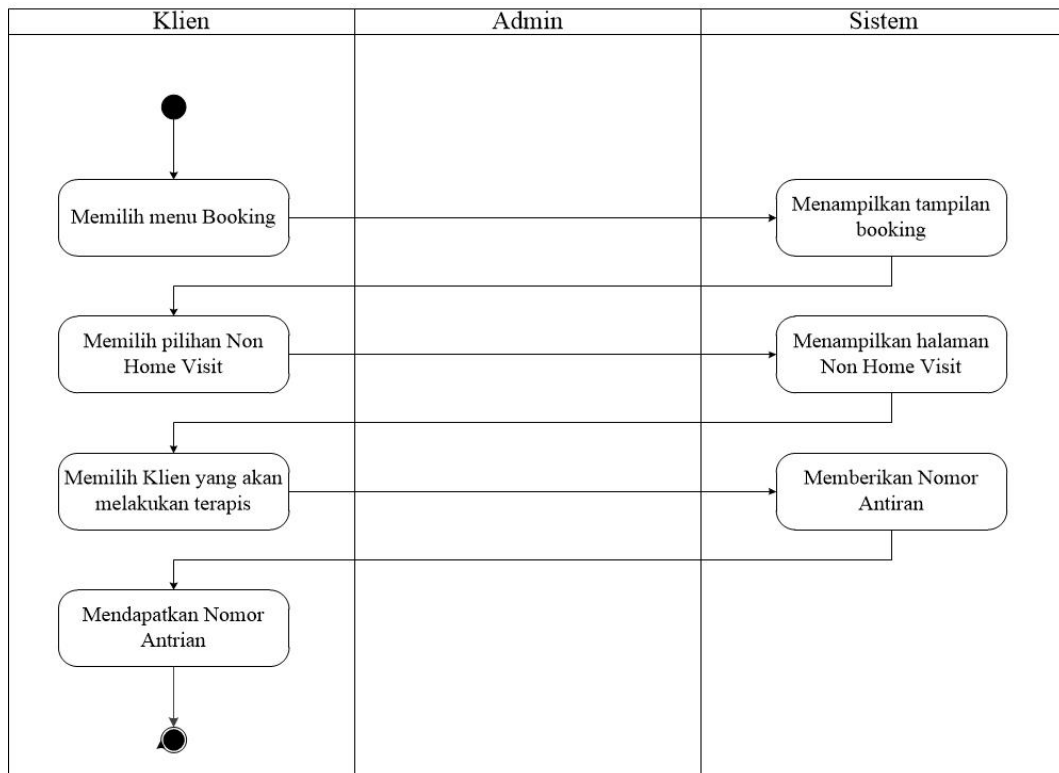 Klien
Admin
Sistem
Memilih menu Booking
Menampilkan tampilan
booking
Memilih pilihan Non
Home Visit
Menampilkan halaman
Non Home Visit
Memilih Klien yang akan
melakukan terapis
Memberikan Nomor
Antiran
Mendapatkan Nomor
Antrian